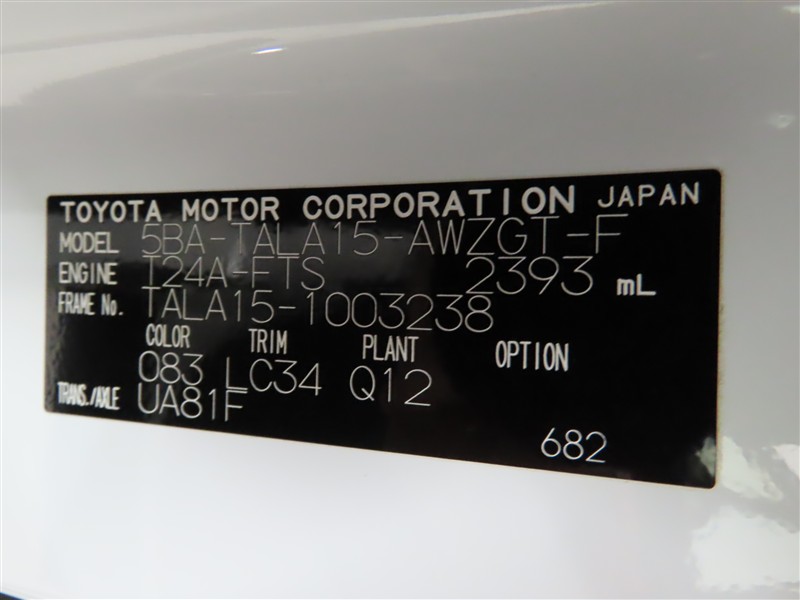 TOYOTA MOTOR CORPORATION JAPAN
MODEL 5BA-TALA15-AWZGT-F
ENGINE T24A-FTS 2393 mL
FRAME No. TALA15-1003238
COLOR TRIM PLANT OPTION
083 LC34 Q12
TRANS./AXLE UA81F
682